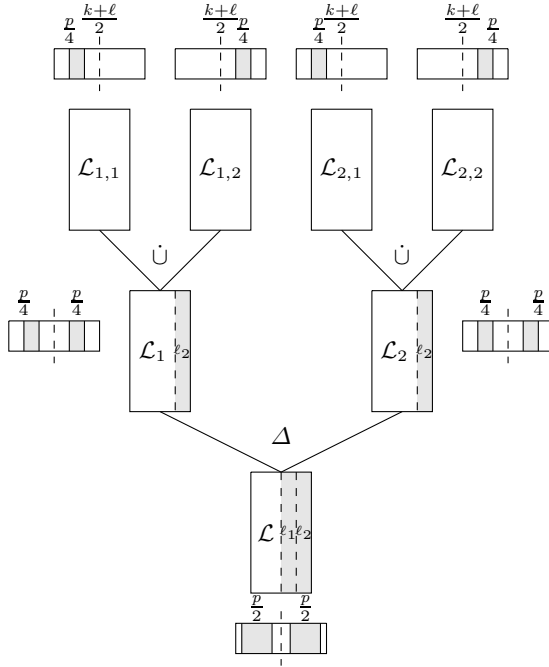 p/4 (k+ℓ)/2 (k+ℓ)/2 p/4 p/4 (k+ℓ)/2 (k+ℓ)/2 p/4
ℒ₁,₁ ℒ₁,₂ ℒ₂,₁ ℒ₂,₂
∪̇ ∪̇
p/4 p/4 p/4 p/4
ℒ₁ ℓ₂ ℒ₂ ℓ₂
Δ
ℒ ℓ₁ ℓ₂
p/2 p/2